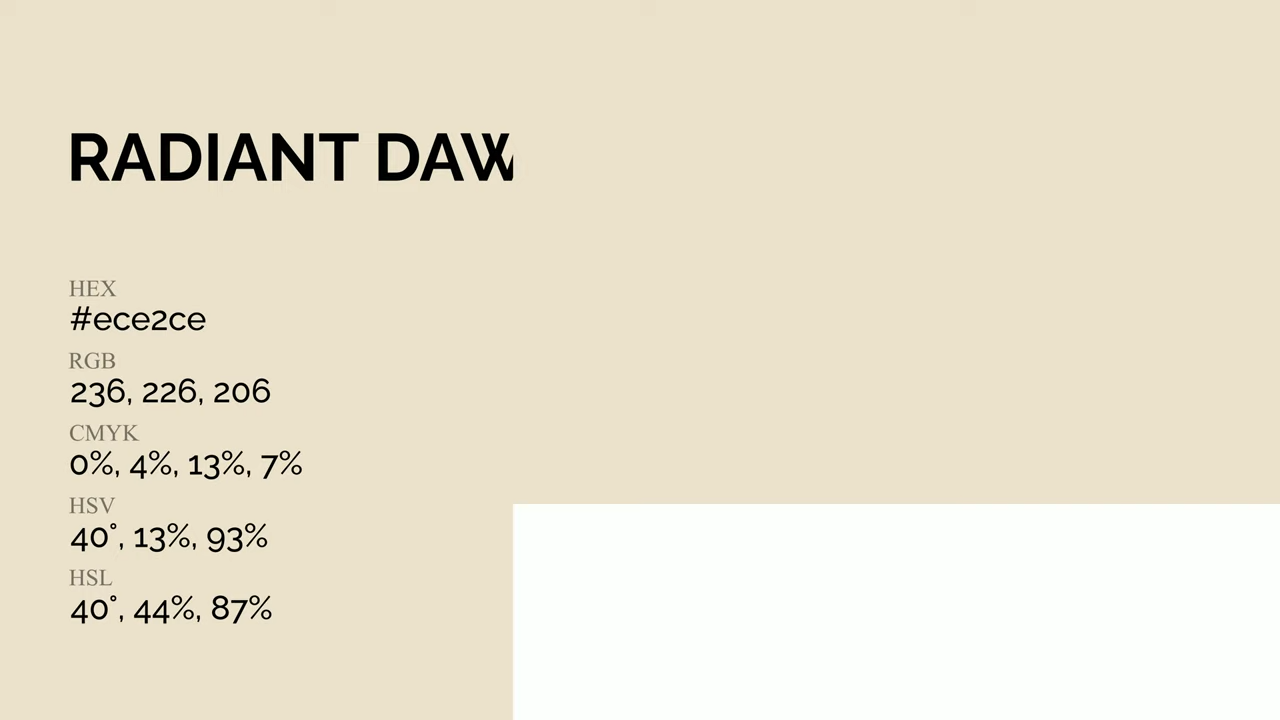 RADIANT DAW
HEX
#ece2ce
RGB
236, 226, 206
CMYK
0%, 4%, 13%, 7%
HSV
40°, 13%, 93%
HSL
40°, 44%, 87%